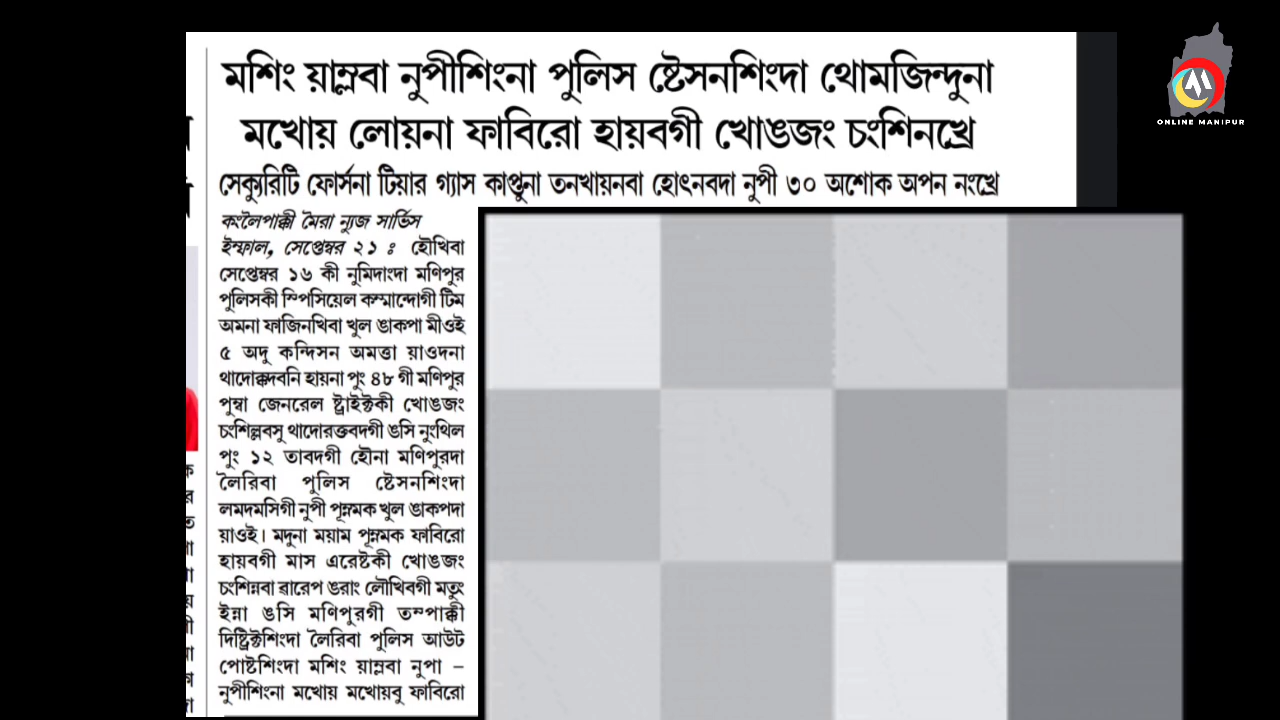 মশিং য়াম্লবা নুপীশিংনা পুলিস ষ্টেসনশিংদা থোমজিন্দুনা
মখোয় লোয়না ফাবিরো হায়বগী খোঙজং চংশিনখ্রে
সেক্যুরিটি ফোর্সনা টিয়ার গ্যাস কাপ্তুনা তনখায়নবা হোৎনবদা নুপী ৩০ অশোক অপন নংখ্রে
কংলৈপাক্কী মৈরা ন্যুজ সার্ভিস
ইম্ফাল, সেপ্তেম্বর ২১ ঃ হৌখিবা
সেপ্তেম্বর ১৬ কী নুমিদাংদা মণিপুর
পুলিসকী স্পিসিয়েল কমান্দোগী টিম
অমনা ফাজিনখিবা খুল ঙাকপা মীওই
৫ অদু কন্দিসন অমত্তা য়াওদনা
থাদোক্কদবনি হায়না পুং ৪৮ গী মণিপুর
পুম্বা জেনরেল ষ্ট্রাইক্টকী খোঙজং
চংশিল্লবসু থাদোরক্তবদগী ঙসি নুংথিল
পুং ১২ তাবদগী হৌনা মণিপুরদা
লৈরিবা পুলিস ষ্টেসনশিংদা
লমদমসিগী নুপী পূন্নমক খুল ঙাকপদা
য়াওই। মদুনা ময়াম পূন্নমক ফাবিরো
হায়বগী মাস এরেষ্টকী খোঙজং
চংশিন্নবা ৱারেপ ঙরাং লৌখিবগী মতুং
ইন্না ঙসি মণিপুরগী তম্পাক্কী
দিষ্ট্রিক্টশিংদা লৈরিবা পুলিস আউট
পোষ্টশিংদা মশিং য়াম্লবা নুপা –
নুপীশিংনা মখোয় মখোয়বু ফাবিরো
ONLINE MANIPUR